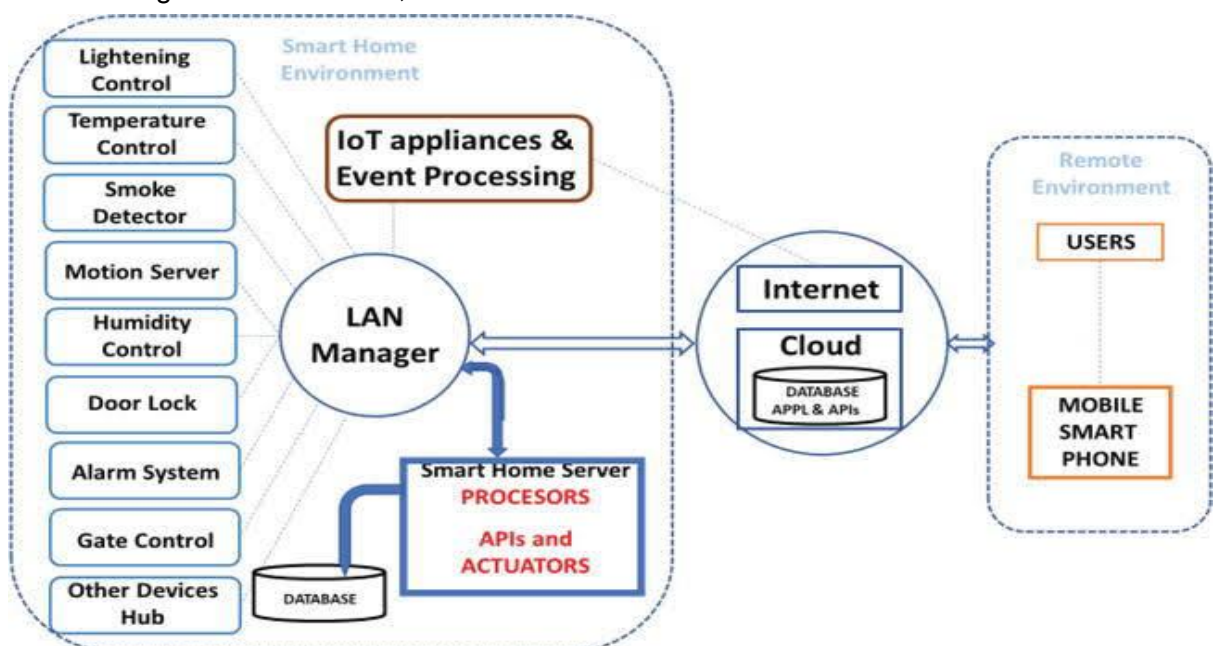 Smart Home
Environment
Lightening
Control
Temperature
Control
Smoke
Detector
Motion Server
Humidity
Control
Door Lock
Alarm System
Gate Control
Other Devices
Hub
IoT appliances &
Event Processing
LAN
Manager
Smart Home Server
PROCESORS
APIs and
ACTUATORS
DATABASE
Internet
Cloud
DATABASE
APPL & APIs
Remote
Environment
USERS
MOBILE
SMART
PHONE